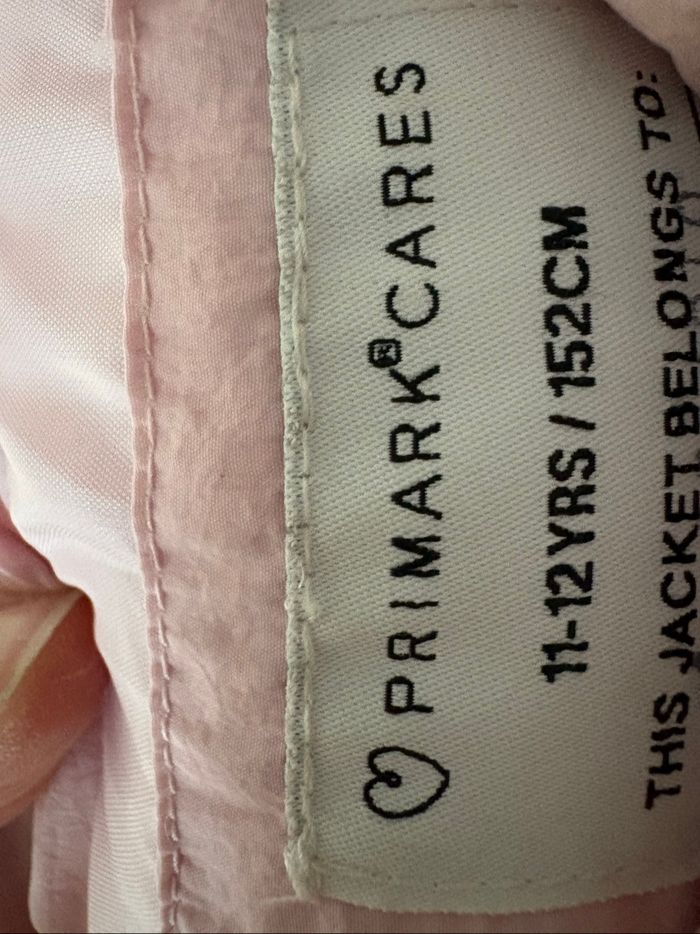 PRIMARK® CARES
11-12YRS / 152CM
THIS JACKET BELONGS TO: